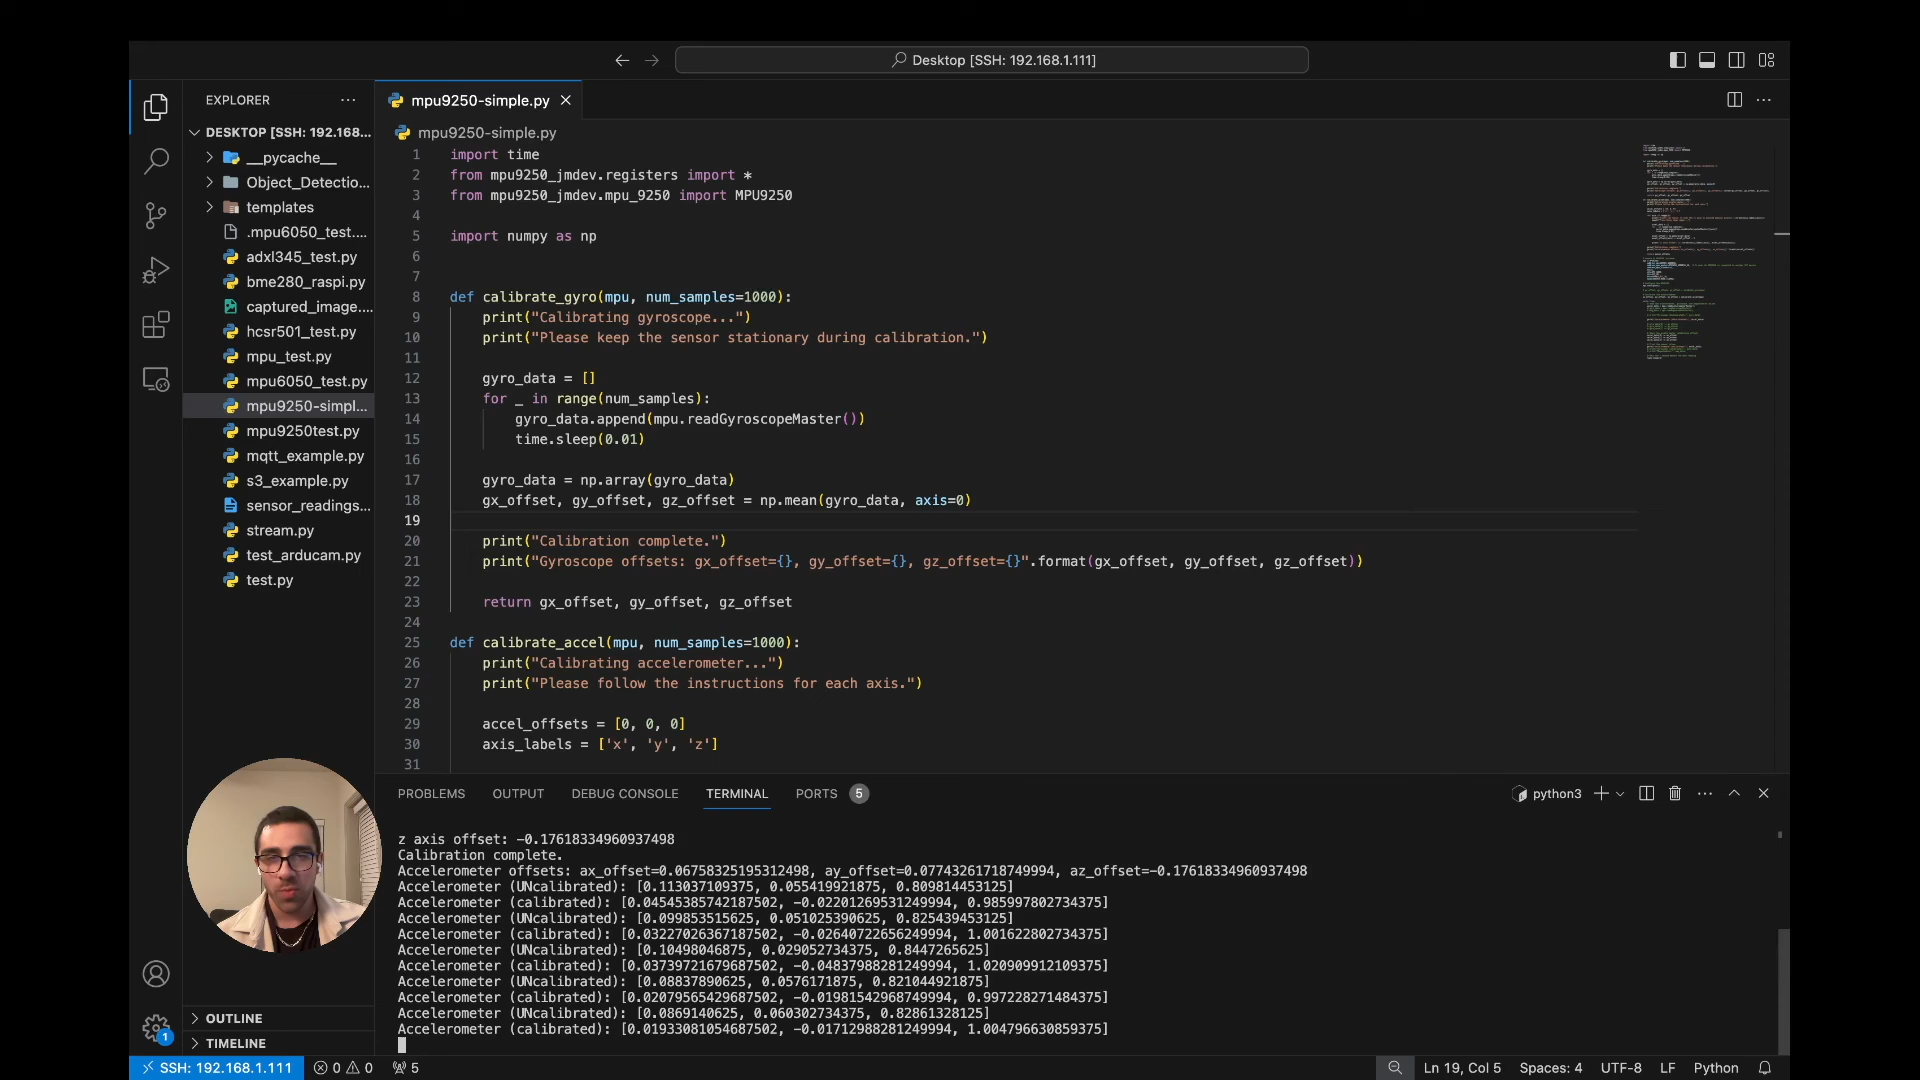 Desktop [SSH: 192.168.1.111]
EXPLORER
mpu9250-simple.py
DESKTOP [SSH: 192.168...
__pycache__
Object_Detectio...
templates
.mpu6050_test....
adxl345_test.py
bme280_raspi.py
captured_image....
hcsr501_test.py
mpu_test.py
mpu6050_test.py
mpu9250-simpl...
mpu9250test.py
mqtt_example.py
s3_example.py
sensor_readings...
stream.py
test_arducam.py
test.py
OUTLINE
TIMELINE
mpu9250-simple.py
1 import time
2 from mpu9250_jmdev.registers import *
3 from mpu9250_jmdev.mpu_9250 import MPU9250
4
5 import numpy as np
6
7
8 def calibrate_gyro(mpu, num_samples=1000):
9 print("Calibrating gyroscope...")
10 print("Please keep the sensor stationary during calibration.")
11
12 gyro_data = []
13 for _ in range(num_samples):
14 gyro_data.append(mpu.readGyroscopeMaster())
15 time.sleep(0.01)
16
17 gyro_data = np.array(gyro_data)
18 gx_offset, gy_offset, gz_offset = np.mean(gyro_data, axis=0)
19
20 print("Calibration complete.")
21 print("Gyroscope offsets: gx_offset={}, gy_offset={}, gz_offset={}".format(gx_offset, gy_offset, gz_offset))
22
23 return gx_offset, gy_offset, gz_offset
24
25 def calibrate_accel(mpu, num_samples=1000):
26 print("Calibrating accelerometer...")
27 print("Please follow the instructions for each axis.")
28
29 accel_offsets = [0, 0, 0]
30 axis_labels = ['x', 'y', 'z']
31
PROBLEMS OUTPUT DEBUG CONSOLE TERMINAL PORTS 5 python3
z axis offset: -0.17618334960937498
Calibration complete.
Accelerometer offsets: ax_offset=0.06758325195312498, ay_offset=0.07743261718749994, az_offset=-0.17618334960937498
Accelerometer (UNcalibrated): [0.113037109375, 0.055419921875, 0.809814453125]
Accelerometer (calibrated): [0.04545385742187502, -0.02201269531249994, 0.985997802734375]
Accelerometer (UNcalibrated): [0.099853515625, 0.051025390625, 0.825439453125]
Accelerometer (calibrated): [0.03227026367187502, -0.02640722656249994, 1.001622802734375]
Accelerometer (UNcalibrated): [0.10498046875, 0.029052734375, 0.8447265625]
Accelerometer (calibrated): [0.03739721679687502, -0.04837988281249994, 1.020909912109375]
Accelerometer (UNcalibrated): [0.08837890625, 0.0576171875, 0.821044921875]
Accelerometer (calibrated): [0.02079565429687502, -0.01981542968749994, 0.997228271484375]
Accelerometer (UNcalibrated): [0.0869140625, 0.060302734375, 0.82861328125]
Accelerometer (calibrated): [0.01933081054687502, -0.01712988281249994, 1.004796630859375]
1
SSH: 192.168.1.111 0 0 5 Ln 19, Col 5 Spaces: 4 UTF-8 LF Python